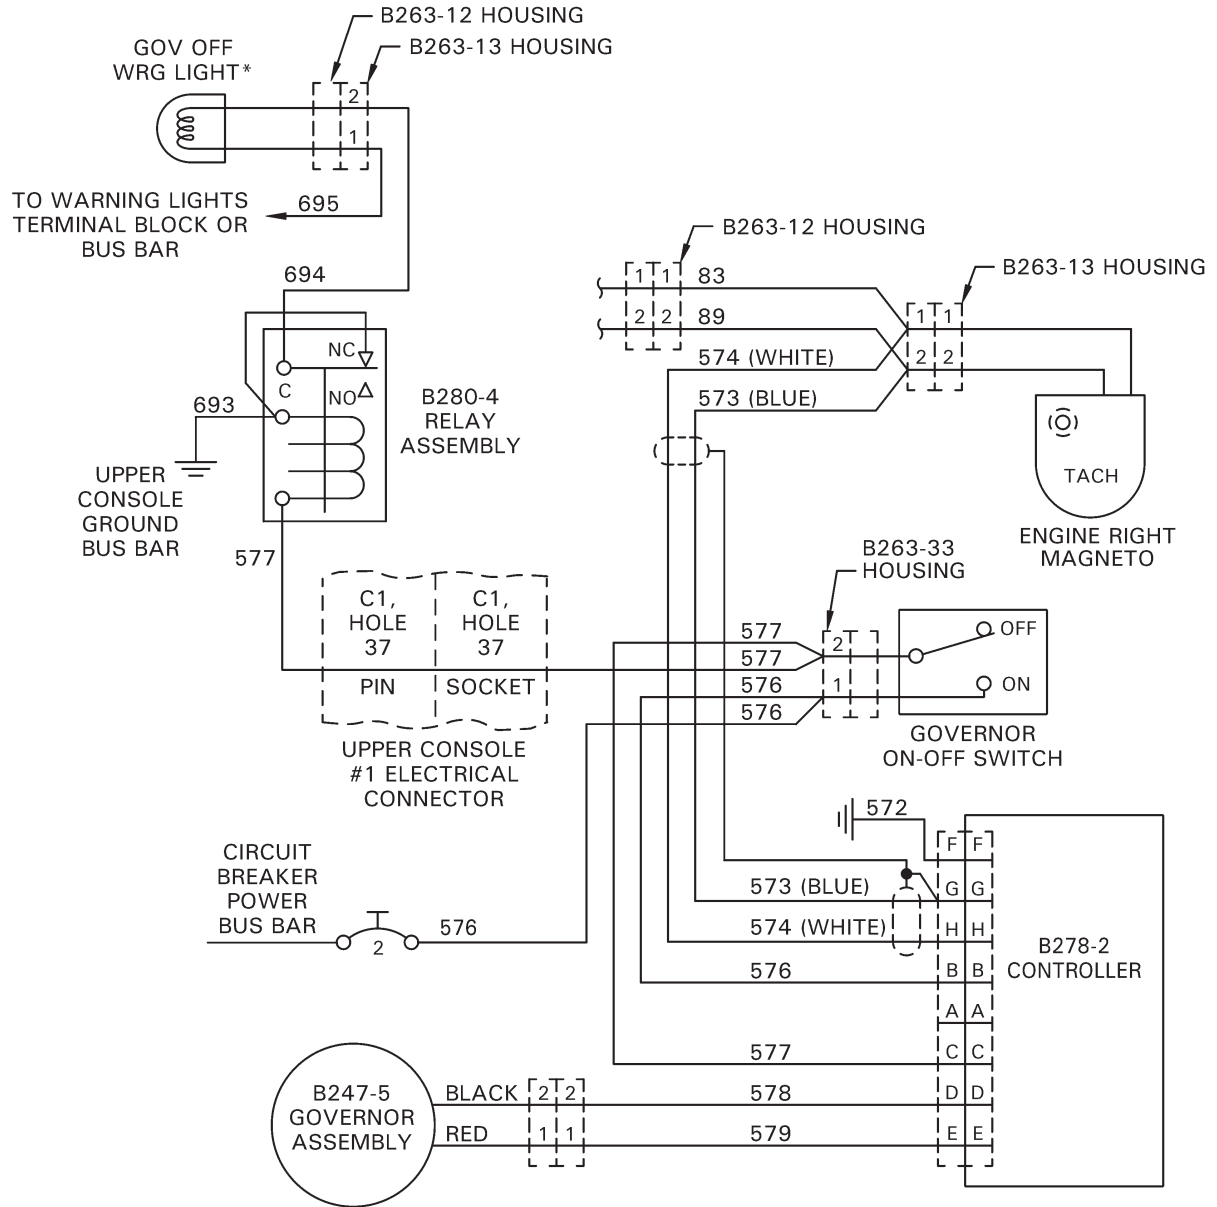 B263-12 HOUSING
B263-13 HOUSING
GOV OFF
WRG LIGHT*
2
1
TO WARNING LIGHTS
TERMINAL BLOCK OR
BUS BAR
695
694
B263-12 HOUSING
B263-13 HOUSING
1 1 83
2 2 89
1 1
2 2
574 (WHITE)
573 (BLUE)
NC
C
NO
693
B280-4
RELAY
ASSEMBLY
TACH
ENGINE RIGHT
MAGNETO
UPPER
CONSOLE
GROUND
BUS BAR
577
C1,
HOLE
37
PIN
C1,
HOLE
37
SOCKET
UPPER CONSOLE
#1 ELECTRICAL
CONNECTOR
B263-33
HOUSING
577
577
576
576
2
1
OFF
ON
GOVERNOR
ON-OFF SWITCH
CIRCUIT
BREAKER
POWER
BUS BAR
2
576
572
F F
573 (BLUE)
G G
574 (WHITE)
H H
576
B B
A A
577
C C
578
D D
579
E E
B278-2
CONTROLLER
B247-5
GOVERNOR
ASSEMBLY
BLACK
2 2
RED
1 1